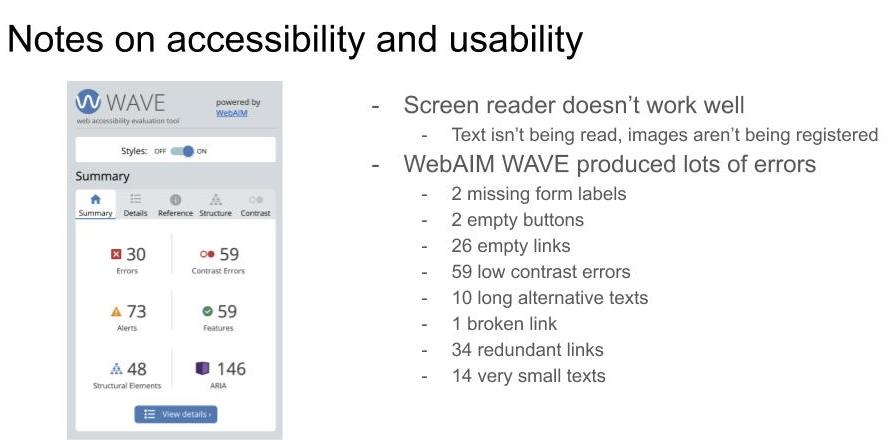 Notes on accessibility and usability
WAVE
powered by
WebAIM
web accessibility evaluation tool
Styles: OFF ON
Summary
Summary Details Reference Structure Contrast
30 59
Errors Contrast Errors
73 59
Alerts Features
48 146
Structural Elements ARIA
View details ›
- Screen reader doesn’t work well
- Text isn’t being read, images aren’t being registered
- WebAIM WAVE produced lots of errors
- 2 missing form labels
- 2 empty buttons
- 26 empty links
- 59 low contrast errors
- 10 long alternative texts
- 1 broken link
- 34 redundant links
- 14 very small texts